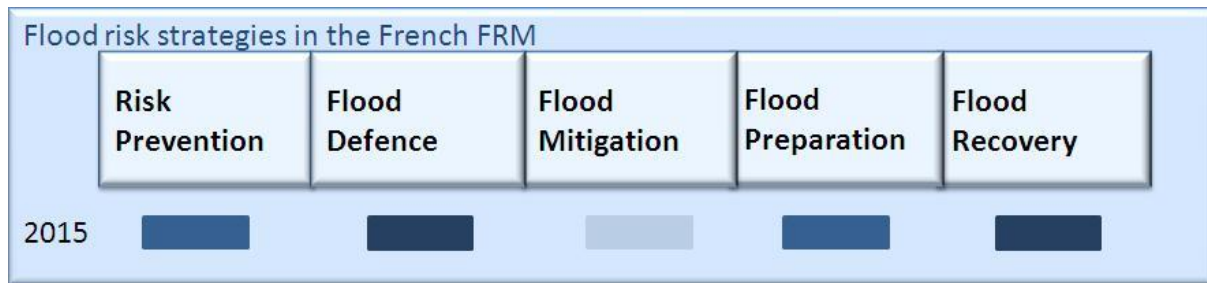 Flood risk strategies in the French FRM
Risk
Prevention
Flood
Defence
Flood
Mitigation
Flood
Preparation
Flood
Recovery
2015